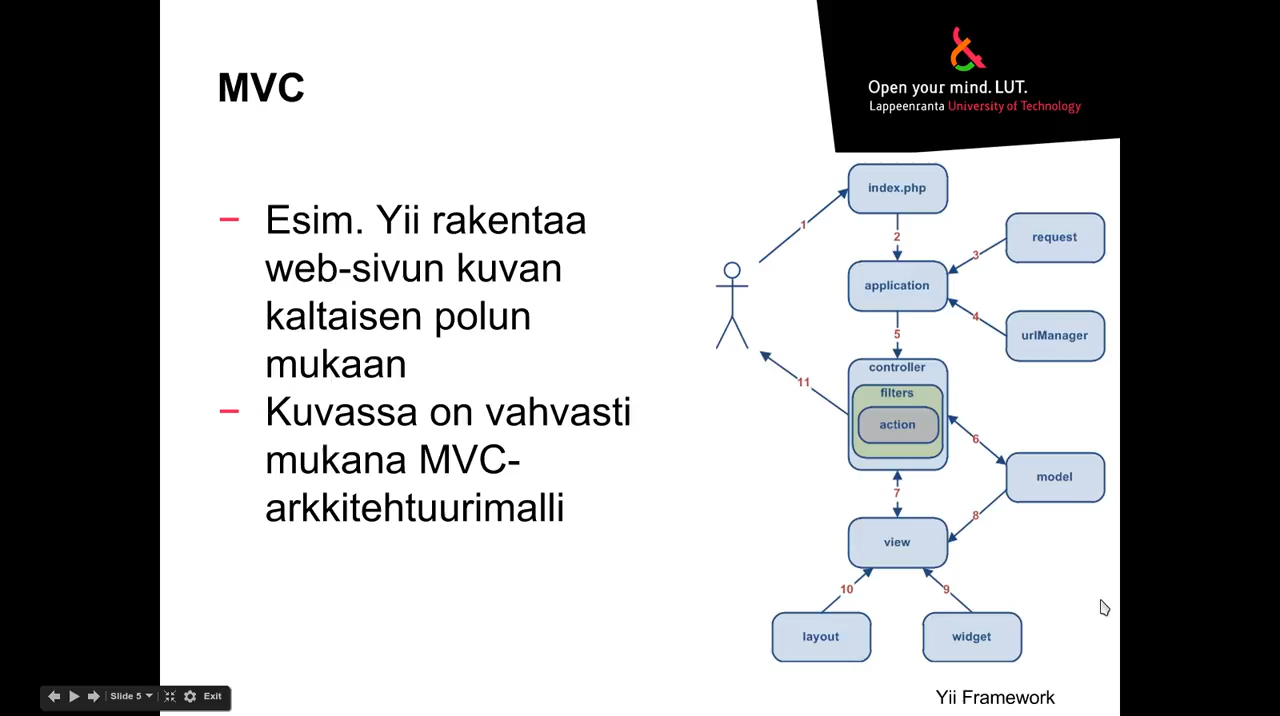 MVC
Open your mind. LUT.
Lappeenranta University of Technology
− Esim. Yii rakentaa
web-sivun kuvan
kaltaisen polun
mukaan
− Kuvassa on vahvasti
mukana MVC-
arkkitehtuurimalli
index.php
1
2
request
3
application
4
urlManager
5
controller
11
filters
action
6
model
7
8
view
10
9
layout
widget
Slide 5
Exit
Yii Framework